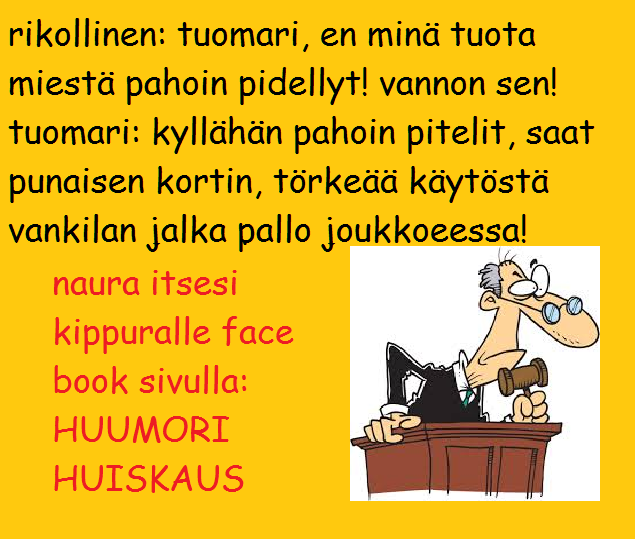 rikollinen: tuomari, en minä tuota
miestä pahoin pidellyt! vannon sen!
tuomari: kyllähän pahoin pitelit, saat
punaisen kortin, törkeää käytöstä
vankilan jalka pallo joukkoeessa!
naura itsesi
kippuralle face
book sivulla:
HUUMORI
HUISKAUS